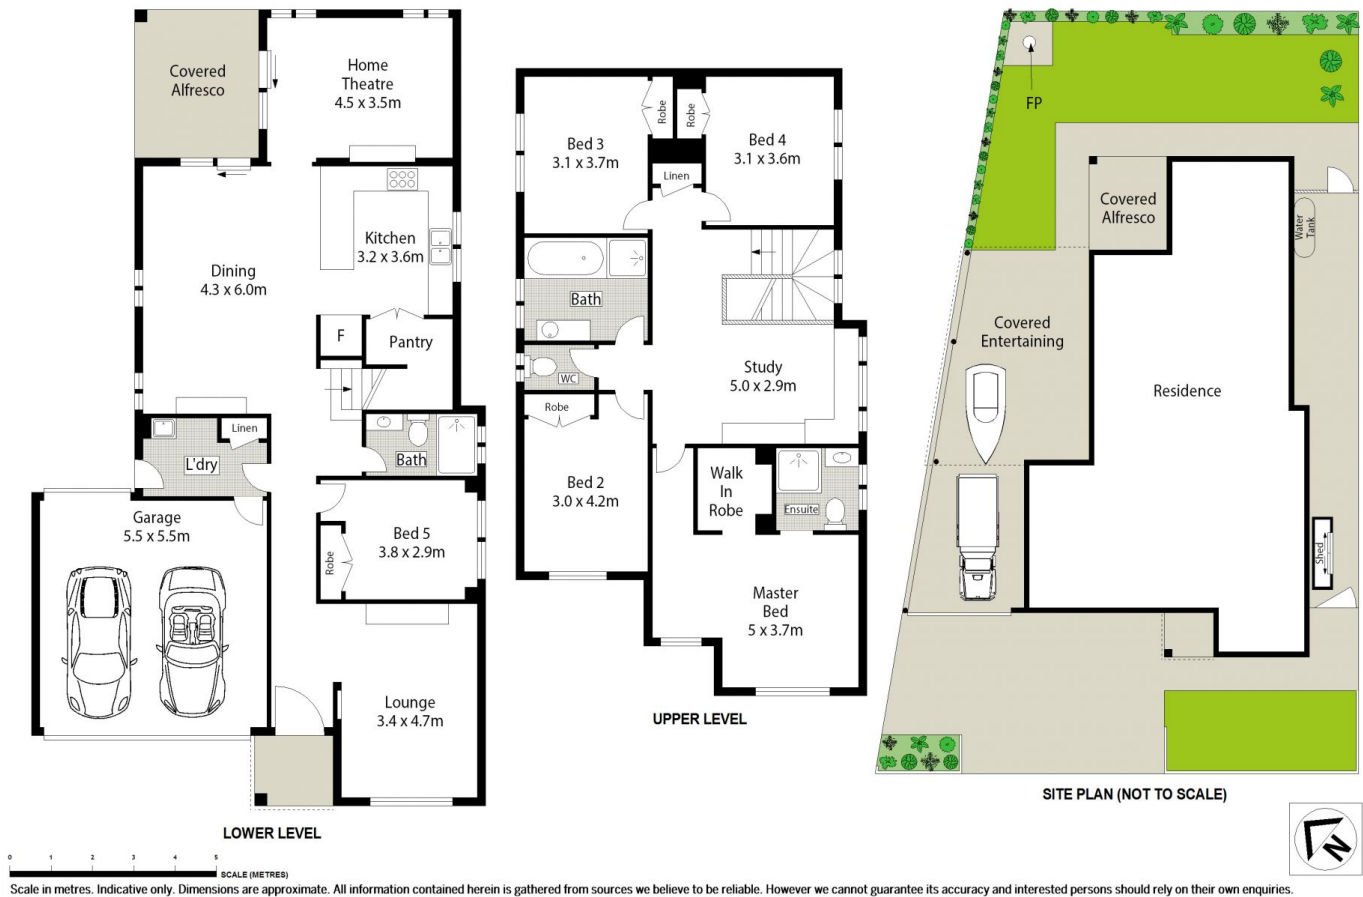 Covered
Alfresco
Home
Theatre
4.5 x 3.5m
Kitchen
3.2 x 3.6m
Dining
4.3 x 6.0m
F
Pantry
Linen
L'dry
Bath
Garage
5.5 x 5.5m
Bed 5
3.8 x 2.9m
Robe
Lounge
3.4 x 4.7m
LOWER LEVEL
0 1 2 3 4 5
SCALE (METRES)
Bed 3
3.1 x 3.7m
Robe
Robe
Bed 4
3.1 x 3.6m
Linen
Bath
WC
Study
5.0 x 2.9m
Robe
Bed 2
3.0 x 4.2m
Walk
In
Robe
Ensuite
Master
Bed
5 x 3.7m
UPPER LEVEL
FP
Covered
Alfresco
Water
Tank
Covered
Entertaining
Residence
Shed
SITE PLAN (NOT TO SCALE)
N
Scale in metres. Indicative only. Dimensions are approximate. All information contained herein is gathered from sources we believe to be reliable. However we cannot guarantee its accuracy and interested persons should rely on their own enquiries.